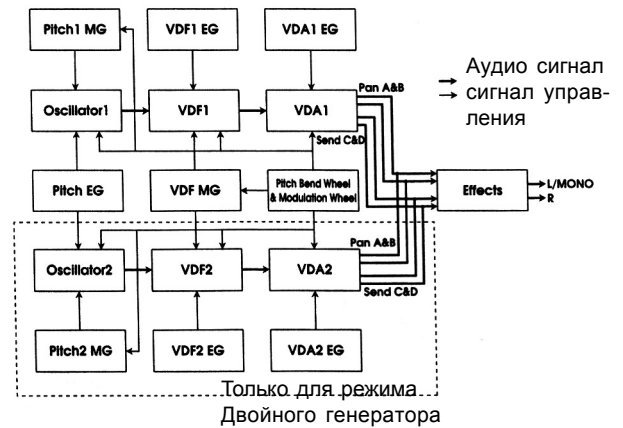 Pitch1 MG
VDF1 EG
VDA1 EG
Pan A&B
Аудио сигнал
сигнал управ-
ления
Oscillator1
VDF1
VDA1
Send C&D
Pitch EG
VDF MG
Pitch Bend Wheel
& Modulation Wheel
Effects
L/MONO
R
Pan A&B
Oscillator2
VDF2
VDA2
Send C&D
Pitch2 MG
VDF2 EG
VDA2 EG
Только для режима
Двойного генератора